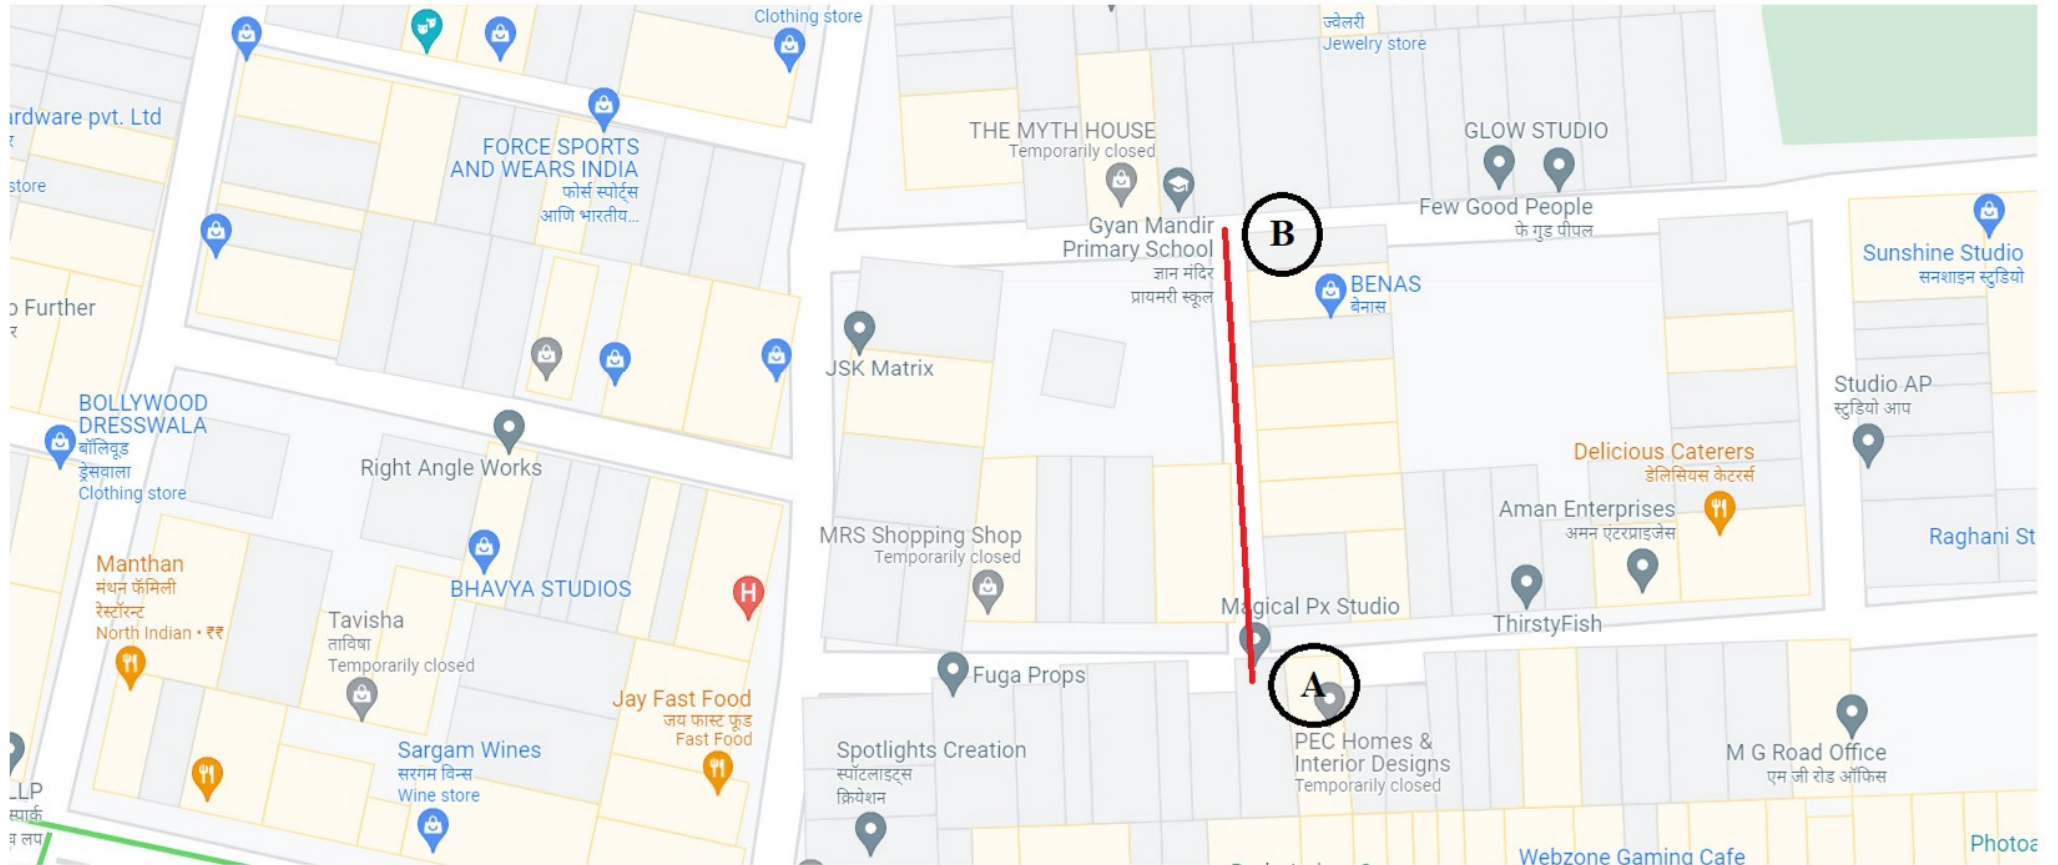 Clothing store
ज्वेलरी
Jewelry store
ardware pvt. Ltd
store
FORCE SPORTS
AND WEARS INDIA
फोर्स स्पोर्ट्स
आणि भारतीय...
THE MYTH HOUSE
Temporarily closed
GLOW STUDIO
Few Good People
फे गुड पीपल
Gyan Mandir
Primary School
ज्ञान मंदिर
प्रायमरी स्कूल
B
Sunshine Studio
सनशाइन स्टुडियो
BENAS
बेनास
o Further
र
JSK Matrix
Studio AP
स्टुडियो आप
BOLLYWOOD
DRESSWALA
बॉलिवूड
ड्रेसवाला
Clothing store
Right Angle Works
Delicious Caterers
डेलिसियस केटरर्स
Aman Enterprises
अमन एंटरप्राइजेस
MRS Shopping Shop
Temporarily closed
Raghani St
Manthan
मंथन फॅमिली
रेस्टॉरन्ट
North Indian • ₹₹
BHAVYA STUDIOS
H
Tavisha
ताविषा
Temporarily closed
Magical Px Studio
ThirstyFish
Fuga Props
A
Jay Fast Food
जय फास्ट फूड
Fast Food
Sargam Wines
सरगम विन्स
Wine store
Spotlights Creation
स्पॉटलाइट्स
क्रियेशन
PEC Homes &
Interior Designs
Temporarily closed
M G Road Office
एम जी रोड ऑफिस
LLP
स्पार्क
Photoa
Webzone Gaming Cafe